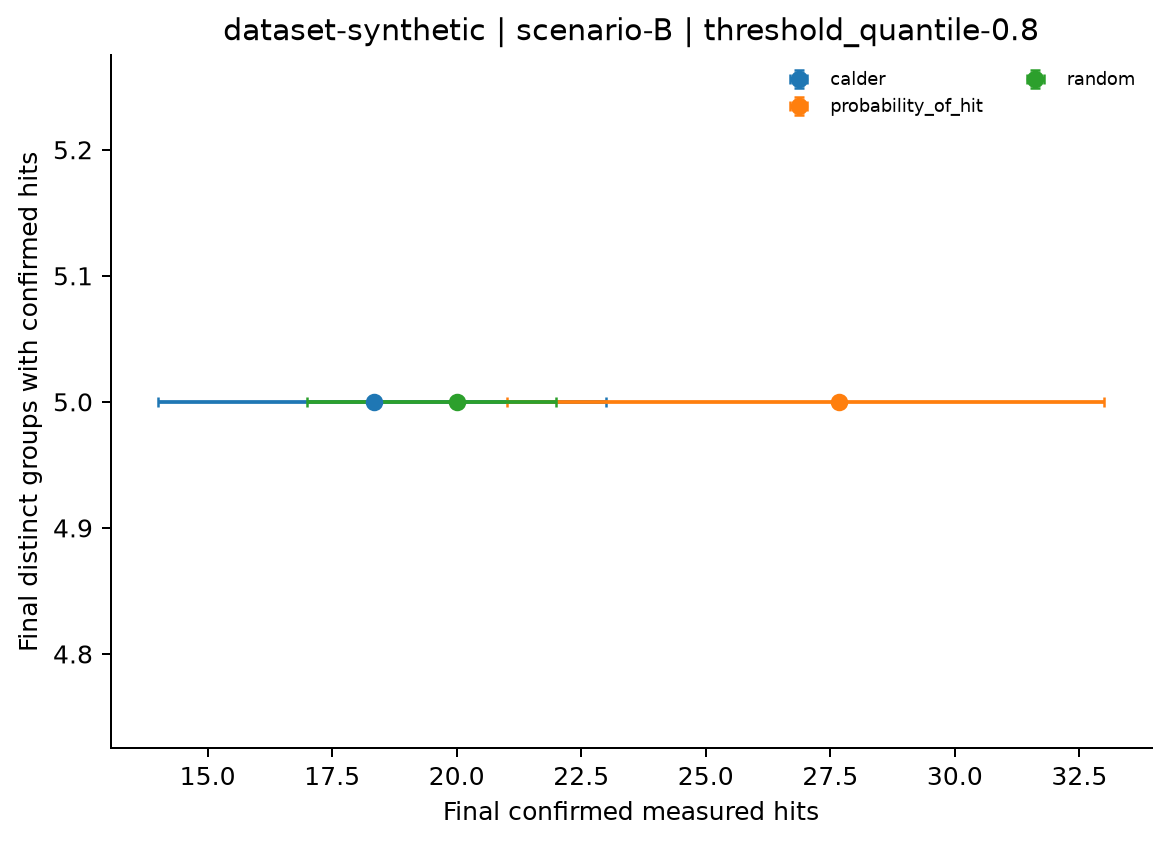 dataset-synthetic | scenario-B | threshold_quantile-0.8
calder
probability_of_hit
random
Final distinct groups with confirmed hits
5.2
5.1
5.0
4.9
4.8
15.0 17.5 20.0 22.5 25.0 27.5 30.0 32.5
Final confirmed measured hits